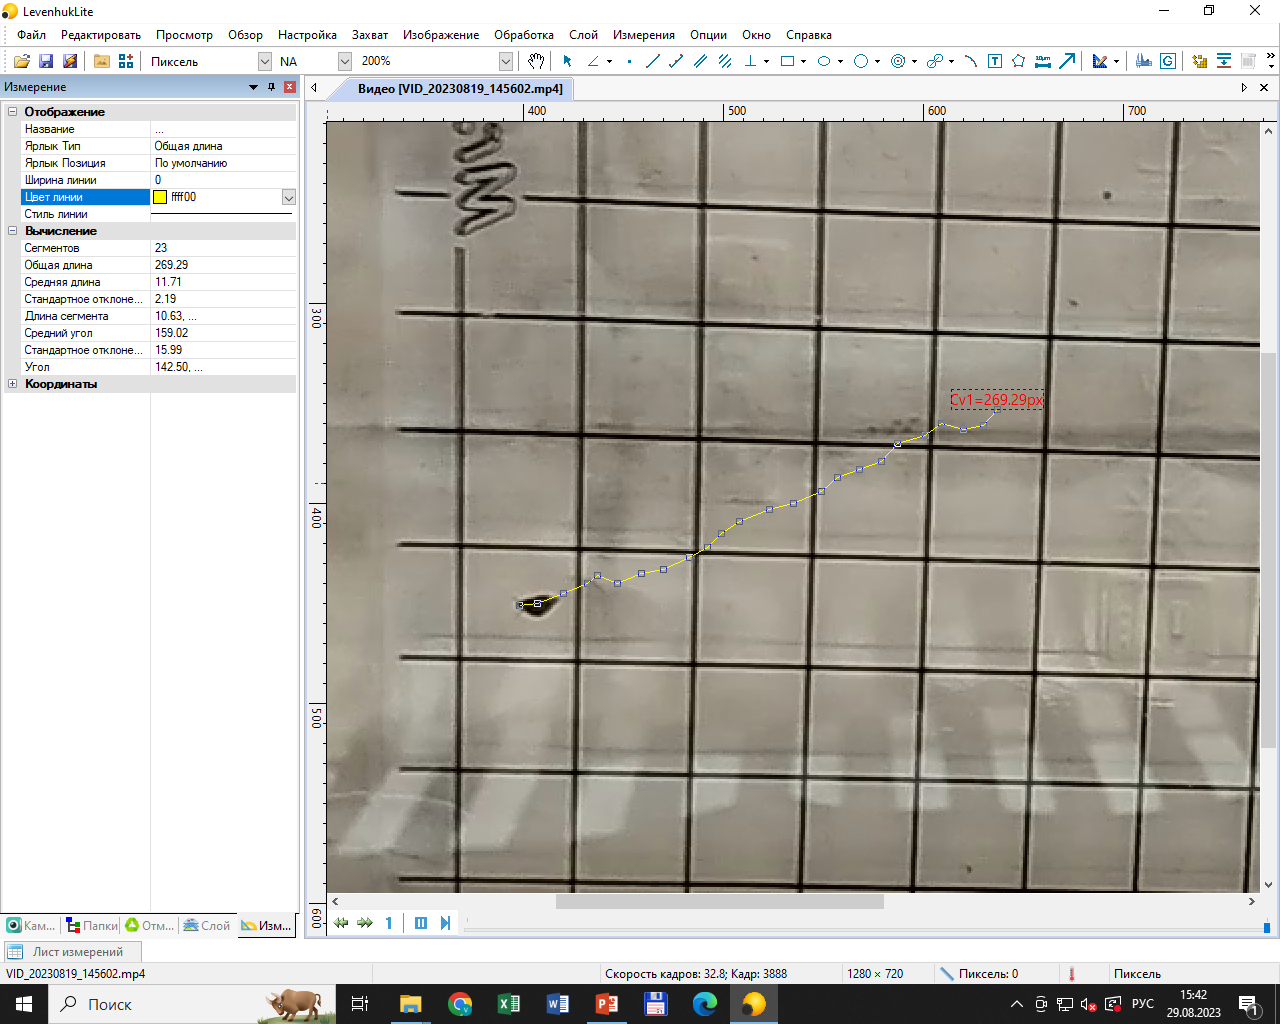 LevenhukLite
Файл Редактировать Просмотр Обзор Настройка Захват Изображение Обработка Слой Измерения Опции Окно Справка
Пиксель NA 200%
Измерение
Видео [VID_20230819_145602.mp4]
400 500 600 700
Отображение
Название ...
Ярлык Тип Общая длина
Ярлык Позиция По умолчанию
Ширина линии 0
Цвет линии ffff00
Стиль линии
Вычисление
Сегментов 23
Общая длина 269.29
Средняя длина 11.71
Стандартное отклоне... 2.19
Длина сегмента 10.63, ...
Средний угол 159.02
Стандартное отклоне... 15.99
Угол 142.50, ...
Координаты
300
400
500
600
Cv1=269.29px
Кам... Папки Отм... Слой Изм...
1
Лист измерений
VID_20230819_145602.mp4 Скорость кадров: 32.8; Кадр: 3888 1280 × 720 Пиксель: 0 Пиксель
Поиск
РУС
15:42
29.08.2023
1